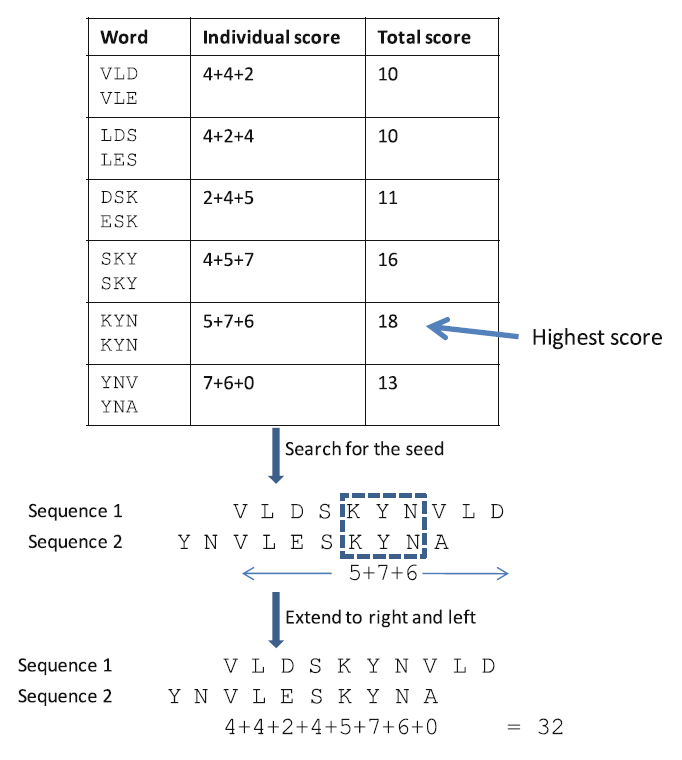 Word Individual score Total score
VLD 4+4+2 10
VLE
LDS 4+2+4 10
LES
DSK 2+4+5 11
ESK
SKY 4+5+7 16
SKY
KYN 5+7+6 18
KYN
Highest score
YNV 7+6+0 13
YNA
Search for the seed
Sequence 1 V L D S K Y N V L D
Sequence 2 Y N V L E S K Y N A
5+7+6
Extend to right and left
Sequence 1 V L D S K Y N V L D
Sequence 2 Y N V L E S K Y N A
4+4+2+4+5+7+6+0 = 32